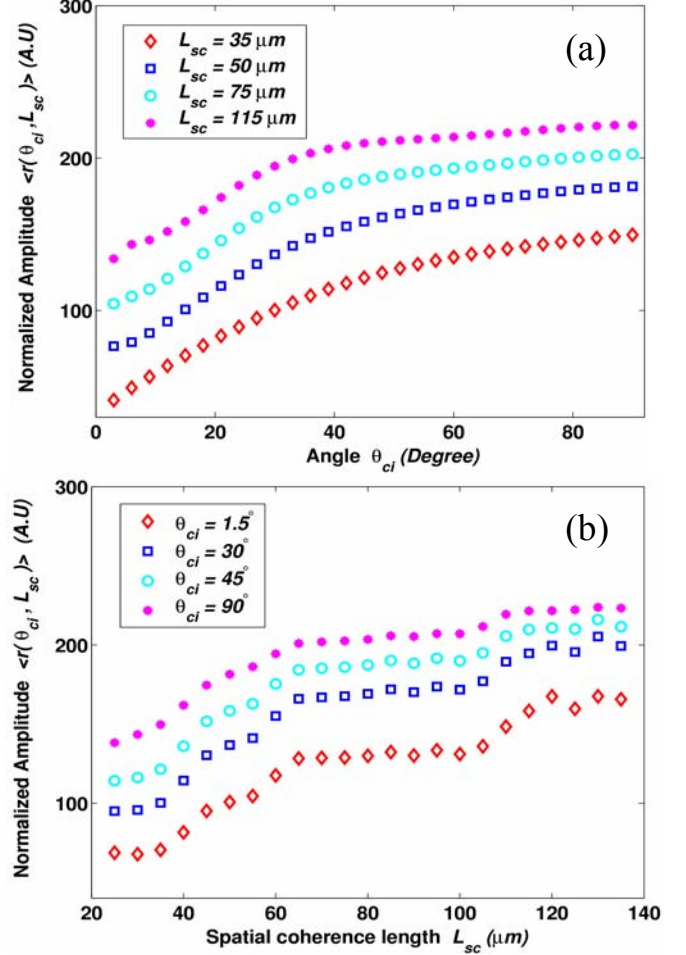 300
(a)
L_sc = 35 μm
L_sc = 50 μm
L_sc = 75 μm
L_sc = 115 μm
200
100
Normalized Amplitude <r(θ_ci, L_sc)> (A.U)
0 20 40 60 80
Angle θ_ci (Degree)
300
(b)
θ_ci = 1.5°
θ_ci = 30°
θ_ci = 45°
θ_ci = 90°
200
100
Normalized Amplitude <r(θ_ci, L_sc)> (A.U)
20 40 60 80 100 120 140
Spatial coherence length L_sc (μm)